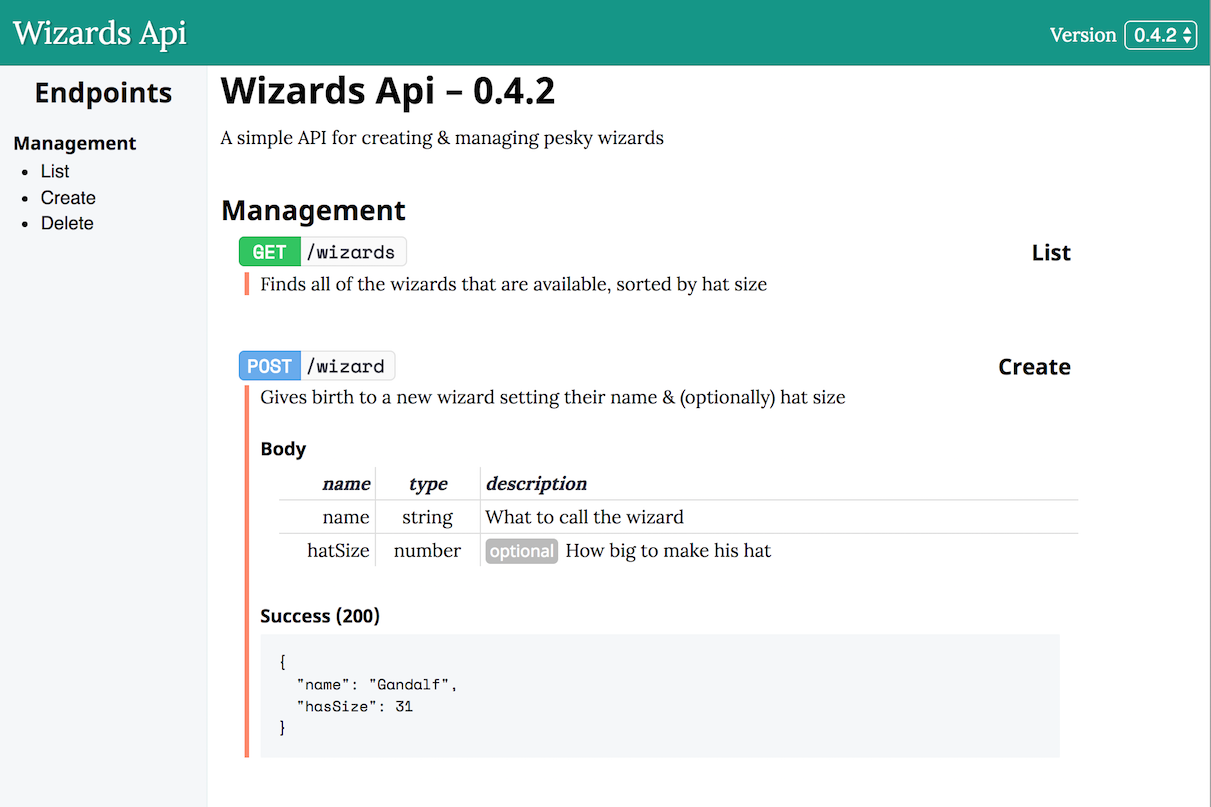 Wizards Api
Version 0.4.2
Endpoints
Management
List
Create
Delete
Wizards Api – 0.4.2
A simple API for creating & managing pesky wizards
Management
GET /wizards
List
Finds all of the wizards that are available, sorted by hat size
POST /wizard
Create
Gives birth to a new wizard setting their name & (optionally) hat size
Body
name type description
name string What to call the wizard
hatSize number optional How big to make his hat
Success (200)
{
"name": "Gandalf",
"hasSize": 31
}